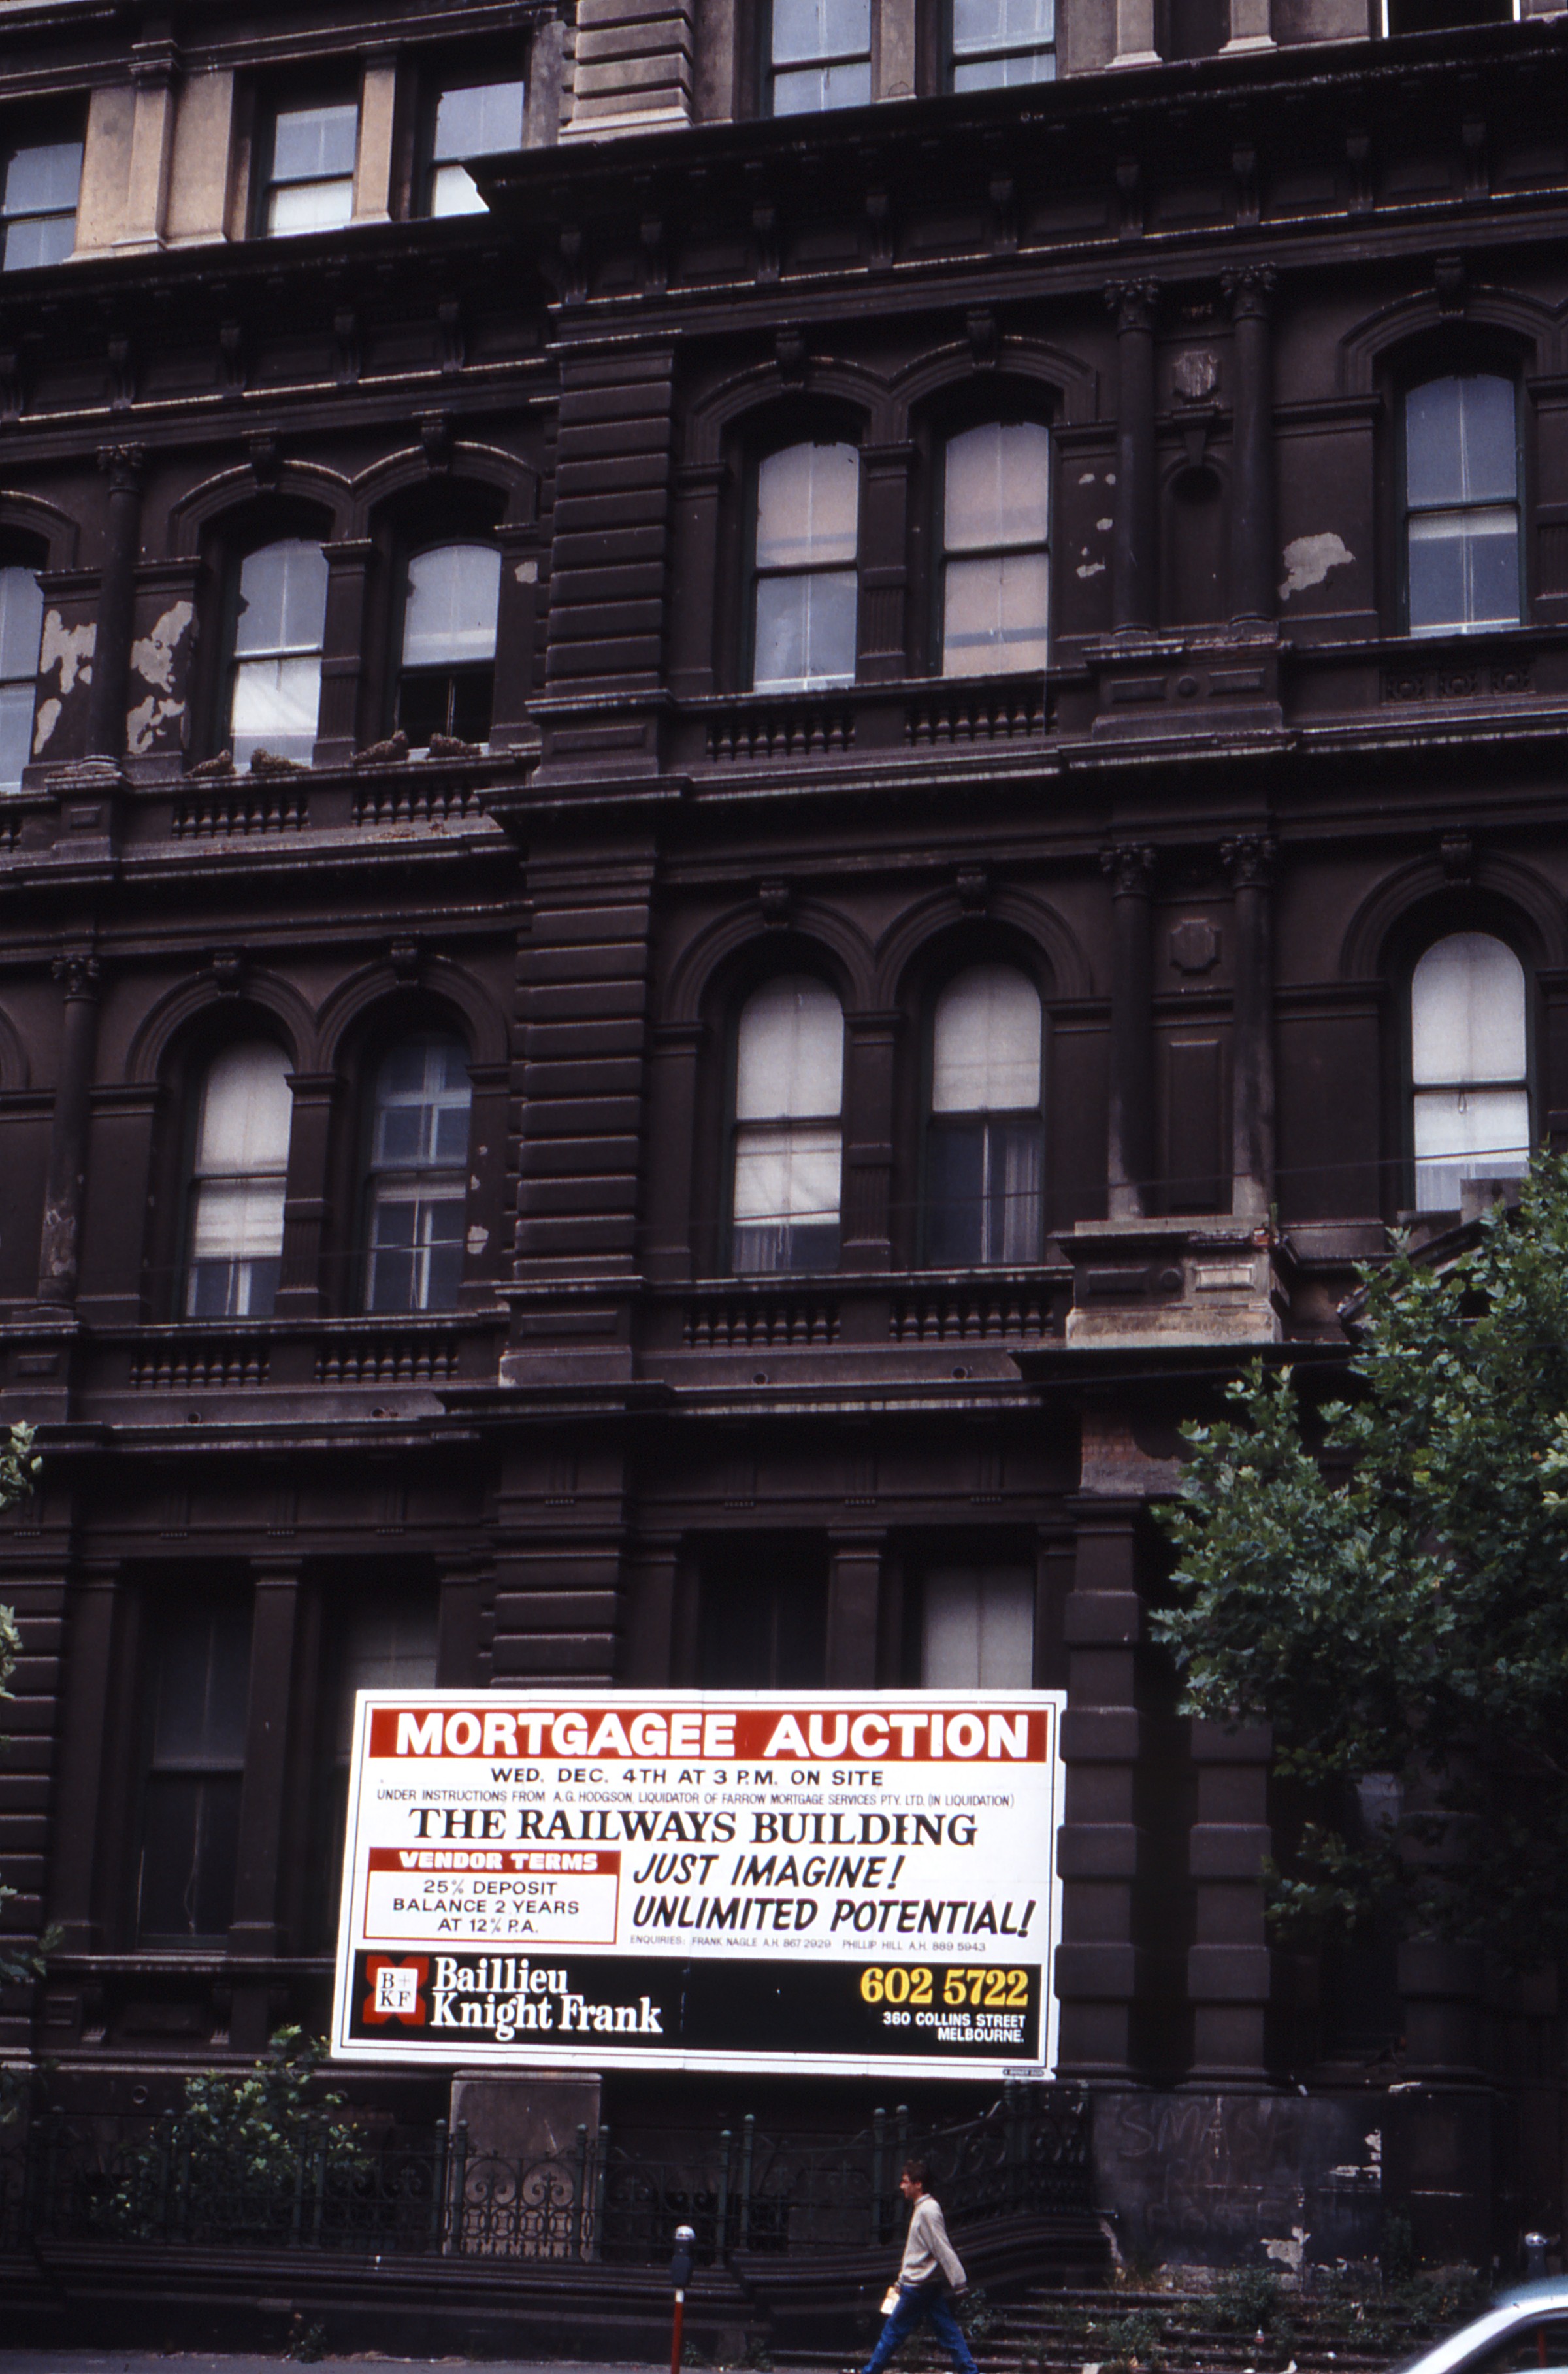 MORTGAGEE AUCTION
WED. DEC. 4TH AT 3 P.M. ON SITE
UNDER INSTRUCTIONS FROM A.G. HODGSON, LIQUIDATOR OF FARROW MORTGAGE SERVICES PTY. LTD. (IN LIQUIDATION)
THE RAILWAYS BUILDING
VENDOR TERMS
25% DEPOSIT
BALANCE 2 YEARS
AT 12% P.A.
JUST IMAGINE!
UNLIMITED POTENTIAL!
ENQUIRIES: FRANK NAGLE A.H. 867 2929 PHILLIP HILL A.H. 889 5943
B+
KF
Baillieu
Knight Frank
602 5722
360 COLLINS STREET
MELBOURNE.
SMASH